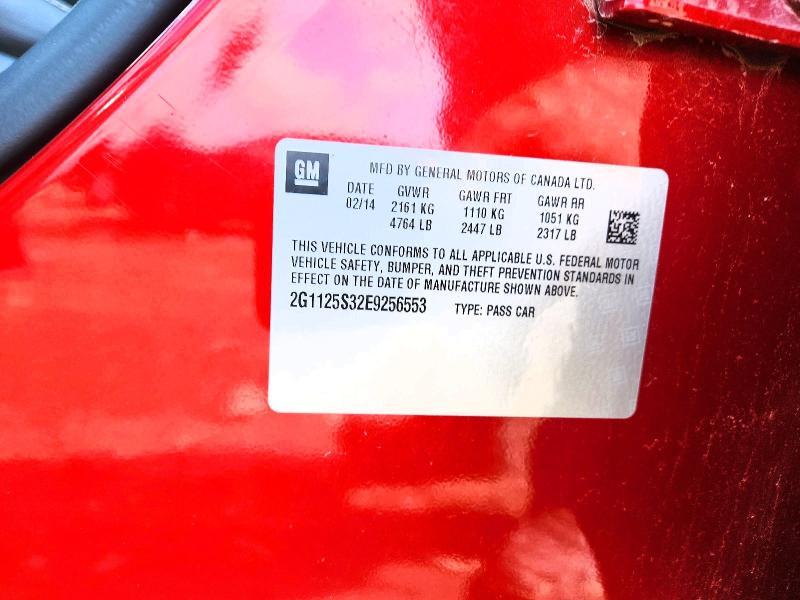 GM
MFD BY GENERAL MOTORS OF CANADA LTD.
DATE GVWR GAWR FRT GAWR RR
02/14 2161 KG 1110 KG 1051 KG
4764 LB 2447 LB 2317 LB
THIS VEHICLE CONFORMS TO ALL APPLICABLE U.S. FEDERAL MOTOR
VEHICLE SAFETY, BUMPER, AND THEFT PREVENTION STANDARDS IN
EFFECT ON THE DATE OF MANUFACTURE SHOWN ABOVE.
2G1125S32E9256553 TYPE: PASS CAR